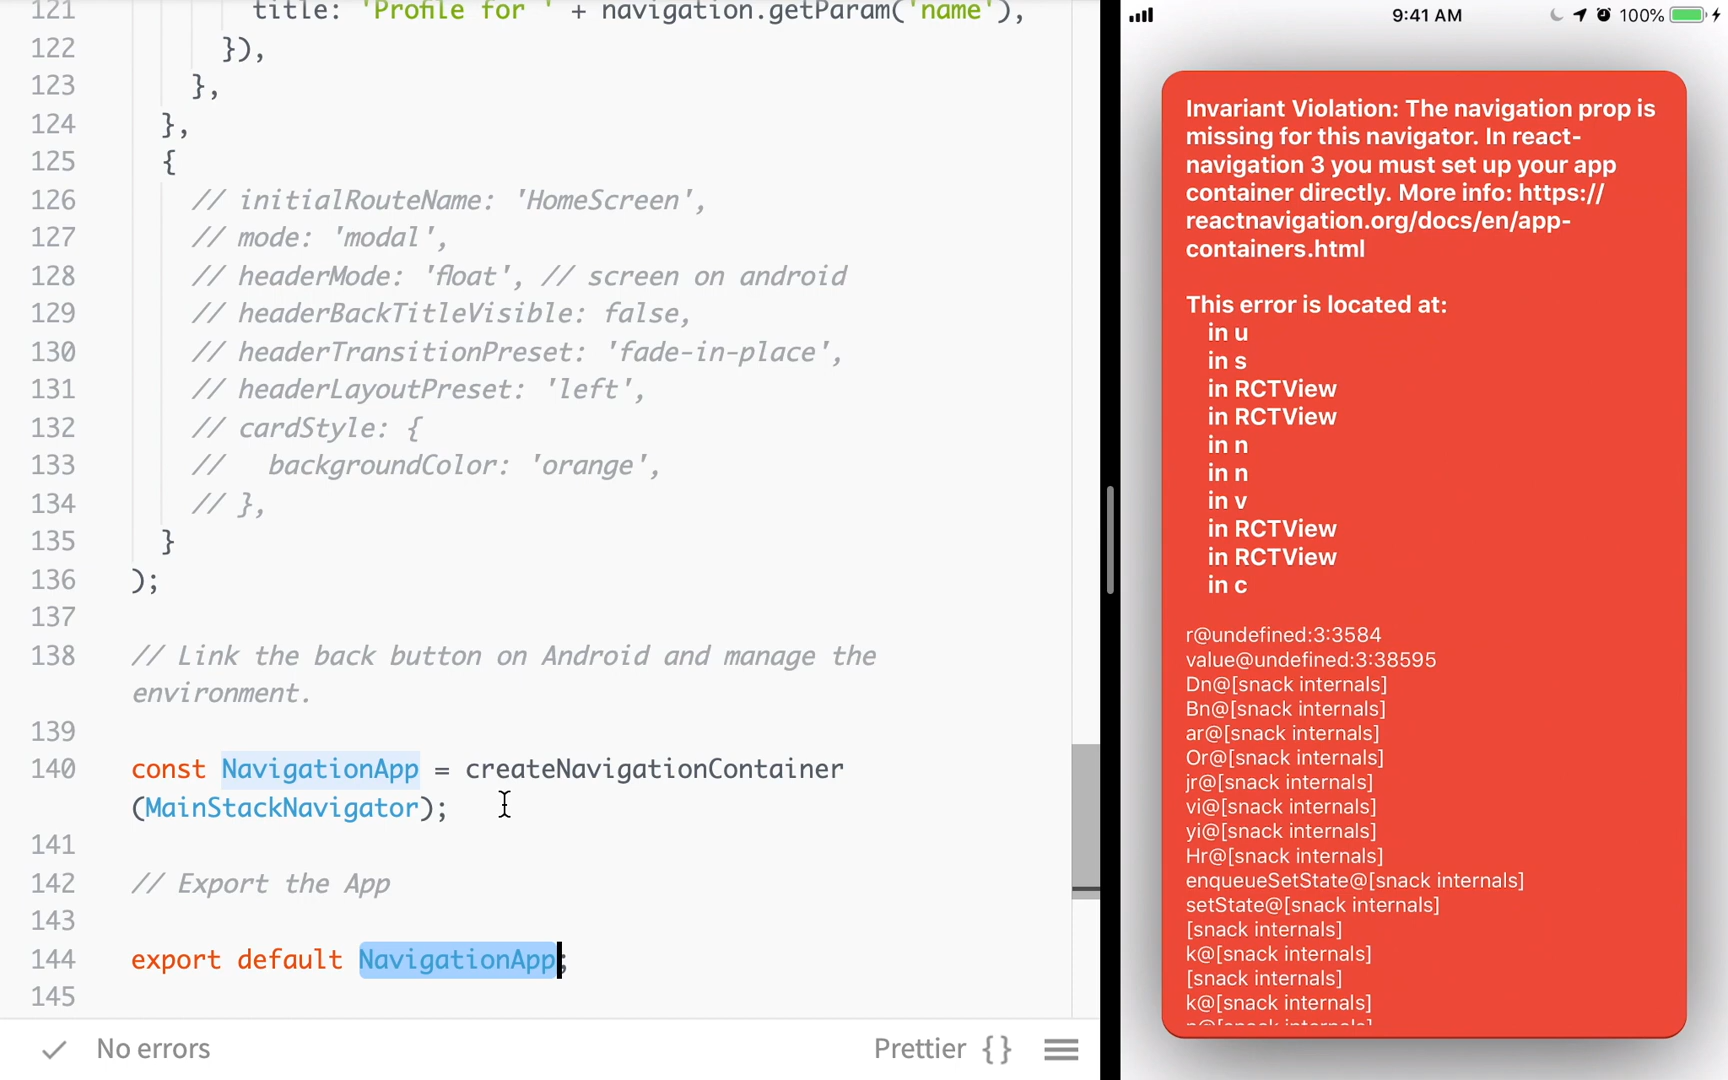 121 title: 'Profile for ' + navigation.getParam('name'),
122 }),
123 },
124 },
125 {
126 // initialRouteName: 'HomeScreen',
127 // mode: 'modal',
128 // headerMode: 'float', // screen on android
129 // headerBackTitleVisible: false,
130 // headerTransitionPreset: 'fade-in-place',
131 // headerLayoutPreset: 'left',
132 // cardStyle: {
133 //   backgroundColor: 'orange',
134 // },
135 }
136 );
137
138 // Link the back button on Android and manage the
environment.
139
140 const NavigationApp = createNavigationContainer
(MainStackNavigator);
141
142 // Export the App
143
144 export default NavigationApp;
145
No errors
Prettier {}
9:41 AM
100%
Invariant Violation: The navigation prop is
missing for this navigator. In react-
navigation 3 you must set up your app
container directly. More info: https://
reactnavigation.org/docs/en/app-
containers.html
This error is located at:
in u
in s
in RCTView
in RCTView
in n
in n
in v
in RCTView
in RCTView
in c
r@undefined:3:3584
value@undefined:3:38595
Dn@[snack internals]
Bn@[snack internals]
ar@[snack internals]
Or@[snack internals]
jr@[snack internals]
vi@[snack internals]
yi@[snack internals]
Hr@[snack internals]
enqueueSetState@[snack internals]
setState@[snack internals]
[snack internals]
k@[snack internals]
[snack internals]
k@[snack internals]